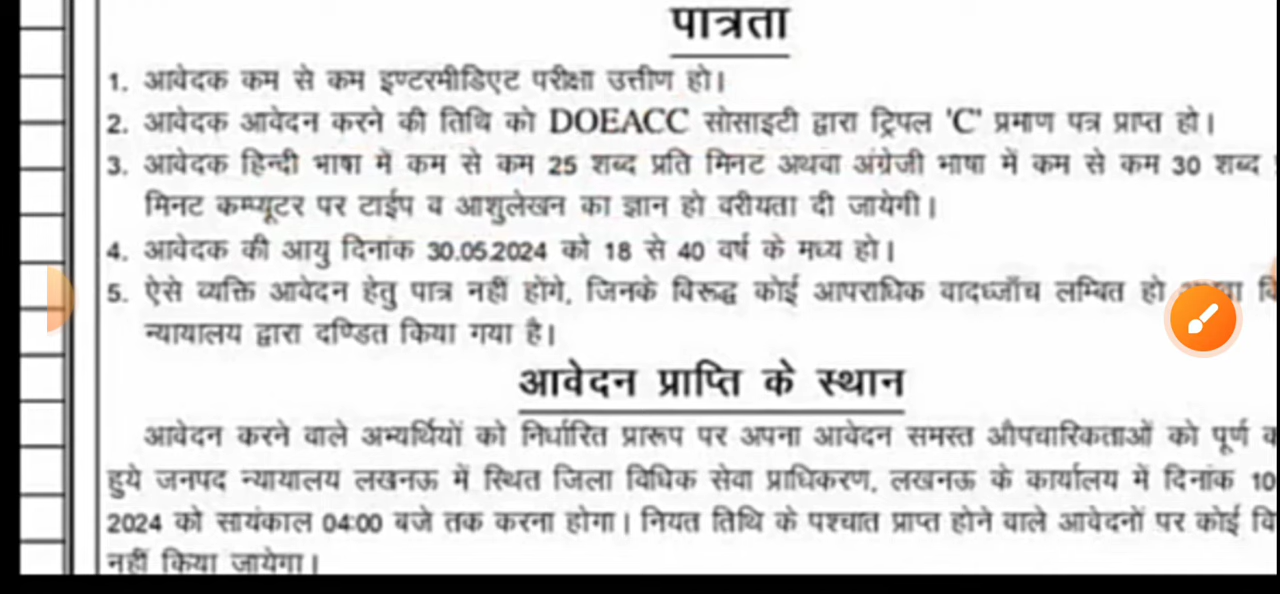 पात्रता
1. आवेदक कम से कम इण्टरमीडिएट परीक्षा उत्तीण हो।
2. आवेदक आवेदन करने की तिथि को DOEACC सोसाइटी द्वारा ट्रिपल 'C' प्रमाण पत्र प्राप्त हो।
3. आवेदक हिन्दी भाषा में कम से कम 25 शब्द प्रति मिनट अथवा अंग्रेजी भाषा में कम से कम 30 शब्द
मिनट कम्प्यूटर पर टाईप व आशुलेखन का ज्ञान हो वरीयता दी जायेगी।
4. आवेदक की आयु दिनांक 30.05.2024 को 18 से 40 वर्ष के मध्य हो।
5. ऐसे व्यक्ति आवेदन हेतु पात्र नहीं होंगे, जिनके विरूद्ध कोई आपराधिक वादध्जाँच लम्बित हो
न्यायालय द्वारा दण्डित किया गया है।
आवेदन प्राप्ति के स्थान
आवेदन करने वाले अभ्यर्थियों को निर्धारित प्रारूप पर अपना आवेदन समस्त औपचारिकताओं को पूर्ण
हुये जनपद न्यायालय लखनऊ में स्थित जिला विधिक सेवा प्राधिकरण, लखनऊ के कार्यालय में दिनांक 10
2024 को सायंकाल 04:00 बजे तक करना होगा। नियत तिथि के पश्चात प्राप्त होने वाले आवेदनों पर कोई
नहीं किया जायेगा।